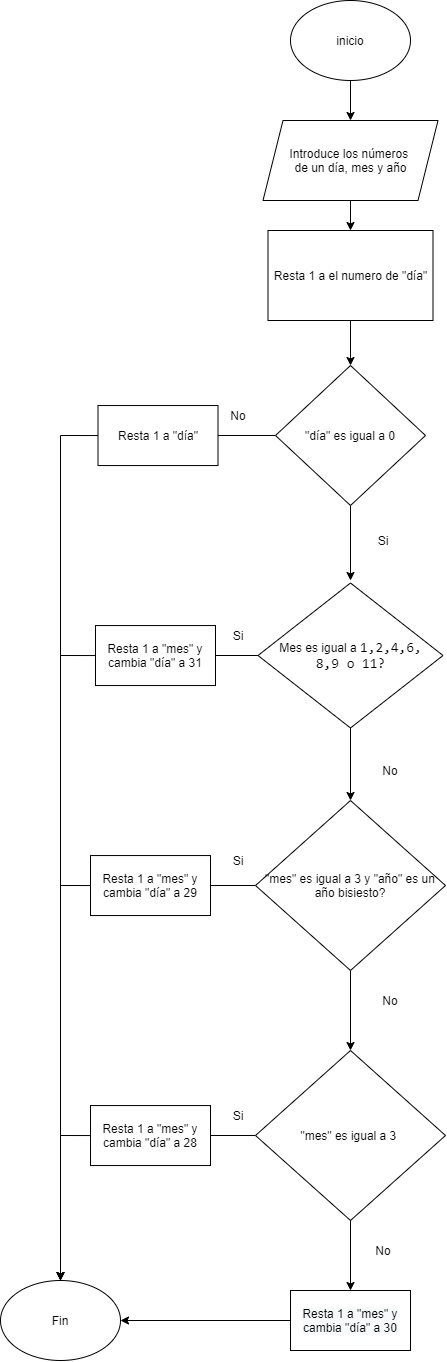 inicio
Introduce los números
de un día, mes y año
Resta 1 a el numero de "día"
"día" es igual a 0
No
Resta 1 a "día"
Si
Mes es igual a 1,2,4,6,
8,9 o 11?
Si
Resta 1 a "mes" y
cambia "día" a 31
No
"mes" es igual a 3 y "año" es un
año bisiesto?
Si
Resta 1 a "mes" y
cambia "día" a 29
No
"mes" es igual a 3
Si
Resta 1 a "mes" y
cambia "día" a 28
No
Resta 1 a "mes" y
cambia "día" a 30
Fin